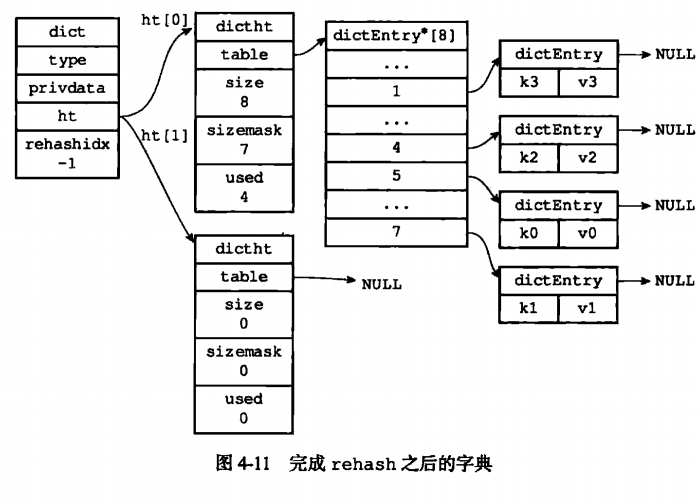 dict
type
privdata
ht
rehashidx
-1
ht[0]
ht[1]
dictht
table
size
8
sizemask
7
used
4
dictht
table
size
0
sizemask
0
used
0
NULL
dictEntry*[8]
...
1
...
4
5
...
7
dictEntry
k3 v3
NULL
dictEntry
k2 v2
NULL
dictEntry
k0 v0
NULL
dictEntry
k1 v1
NULL
图 4-11 完成 rehash 之后的字典